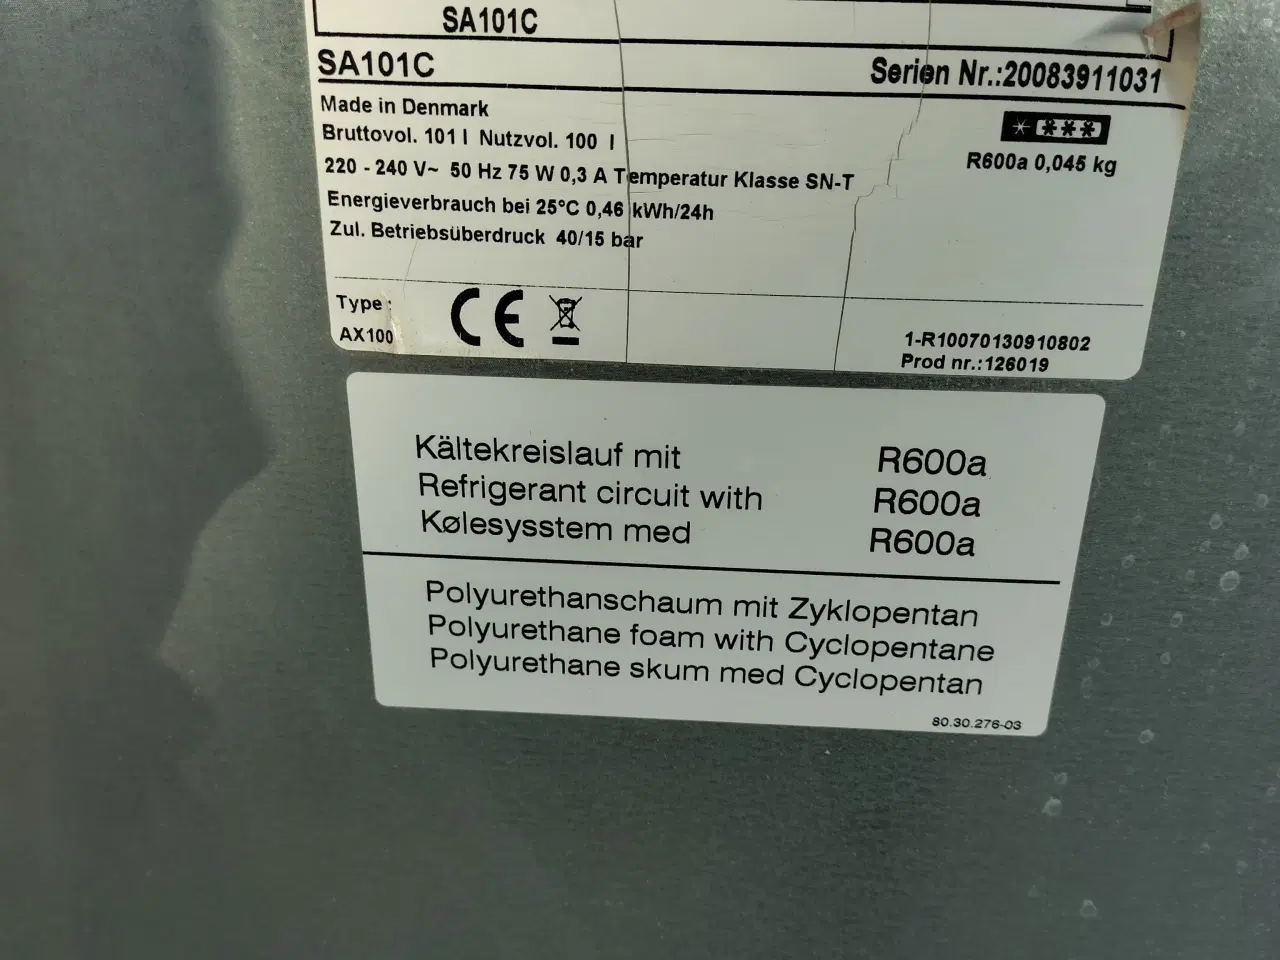 SA101C
SA101C
Serien Nr.:20083911031
Made in Denmark
Bruttovol. 101 l Nutzvol. 100 l
220 - 240 V~ 50 Hz 75 W 0,3 A Temperatur Klasse SN-T
R600a 0,045 kg
Energieverbrauch bei 25°C 0,46 kWh/24h
Zul. Betriebsüberdruck 40/15 bar
Type :
AX100
CE
1-R10070130910802
Prod nr.:126019
Kältekreislauf mit R600a
Refrigerant circuit with R600a
Kølesysstem med R600a
Polyurethanschaum mit Zyklopentan
Polyurethane foam with Cyclopentane
Polyurethane skum med Cyclopentan
80.30.276-03